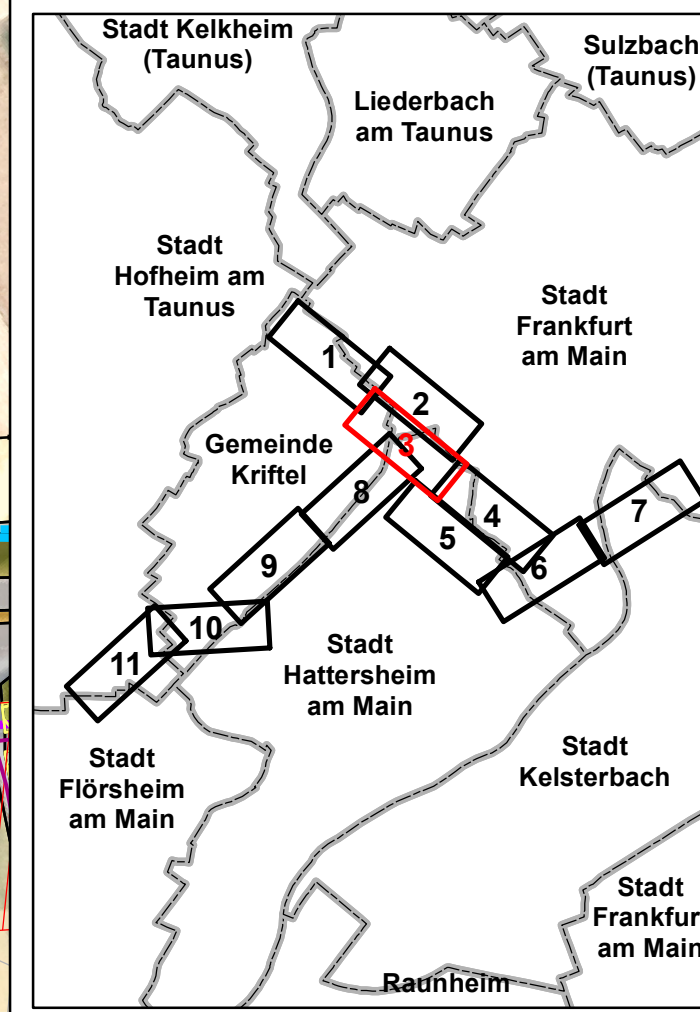 Stadt Kelkheim
(Taunus)
Sulzbach
(Taunus)
Liederbach
am Taunus
Stadt
Hofheim am
Taunus
Stadt
Frankfurt
am Main
1
2
3
Gemeinde
Kriftel
8
4
7
5
9
6
10
11
Stadt
Hattersheim
am Main
Stadt
Flörsheim
am Main
Stadt
Kelsterbach
Stadt
Frankfur
am Main
Raunheim